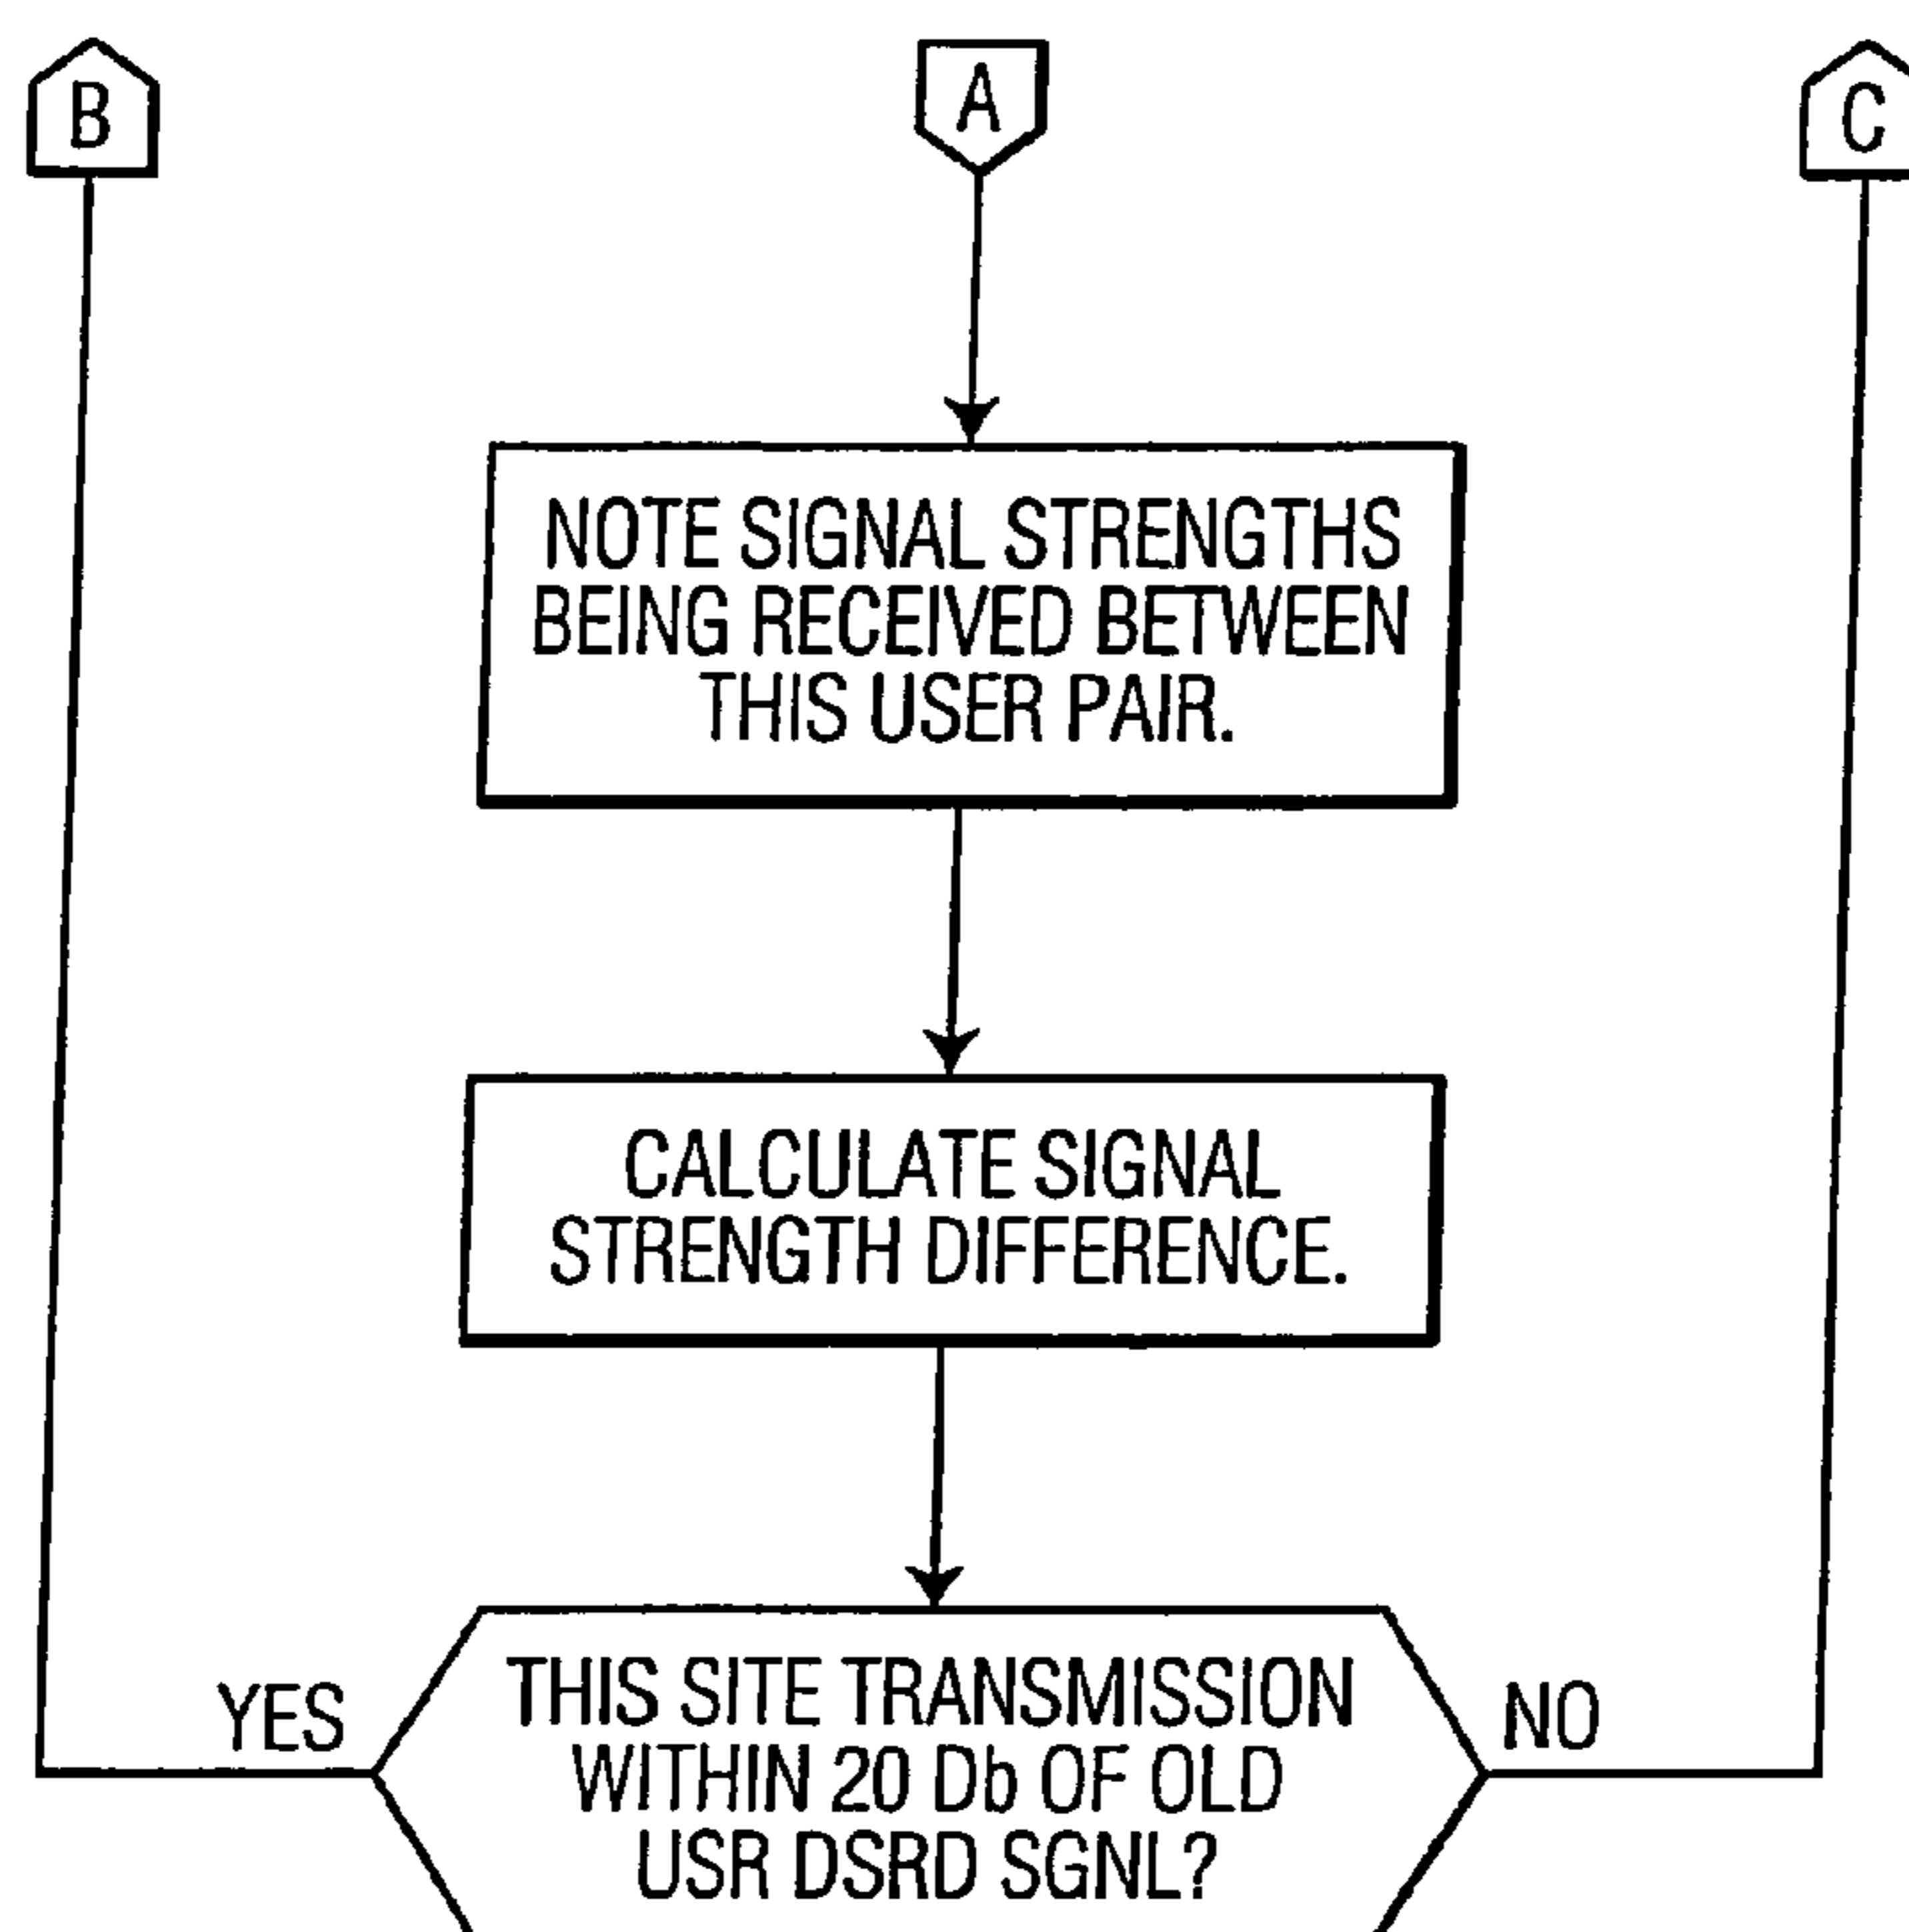 B
A
C
NOTE SIGNAL STRENGTHS
BEING RECEIVED BETWEEN
THIS USER PAIR.
CALCULATE SIGNAL
STRENGTH DIFFERENCE.
YES
THIS SITE TRANSMISSION
WITHIN 20 Db OF OLD
USR DSRD SGNL?
NO